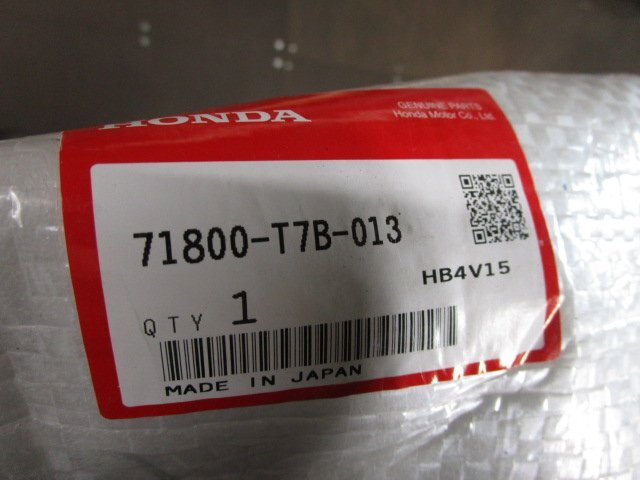 HONDA
GENUINE PARTS
Honda Motor Co., Ltd.
71800-T7B-013
HB4V15
QTY 1
MADE IN JAPAN